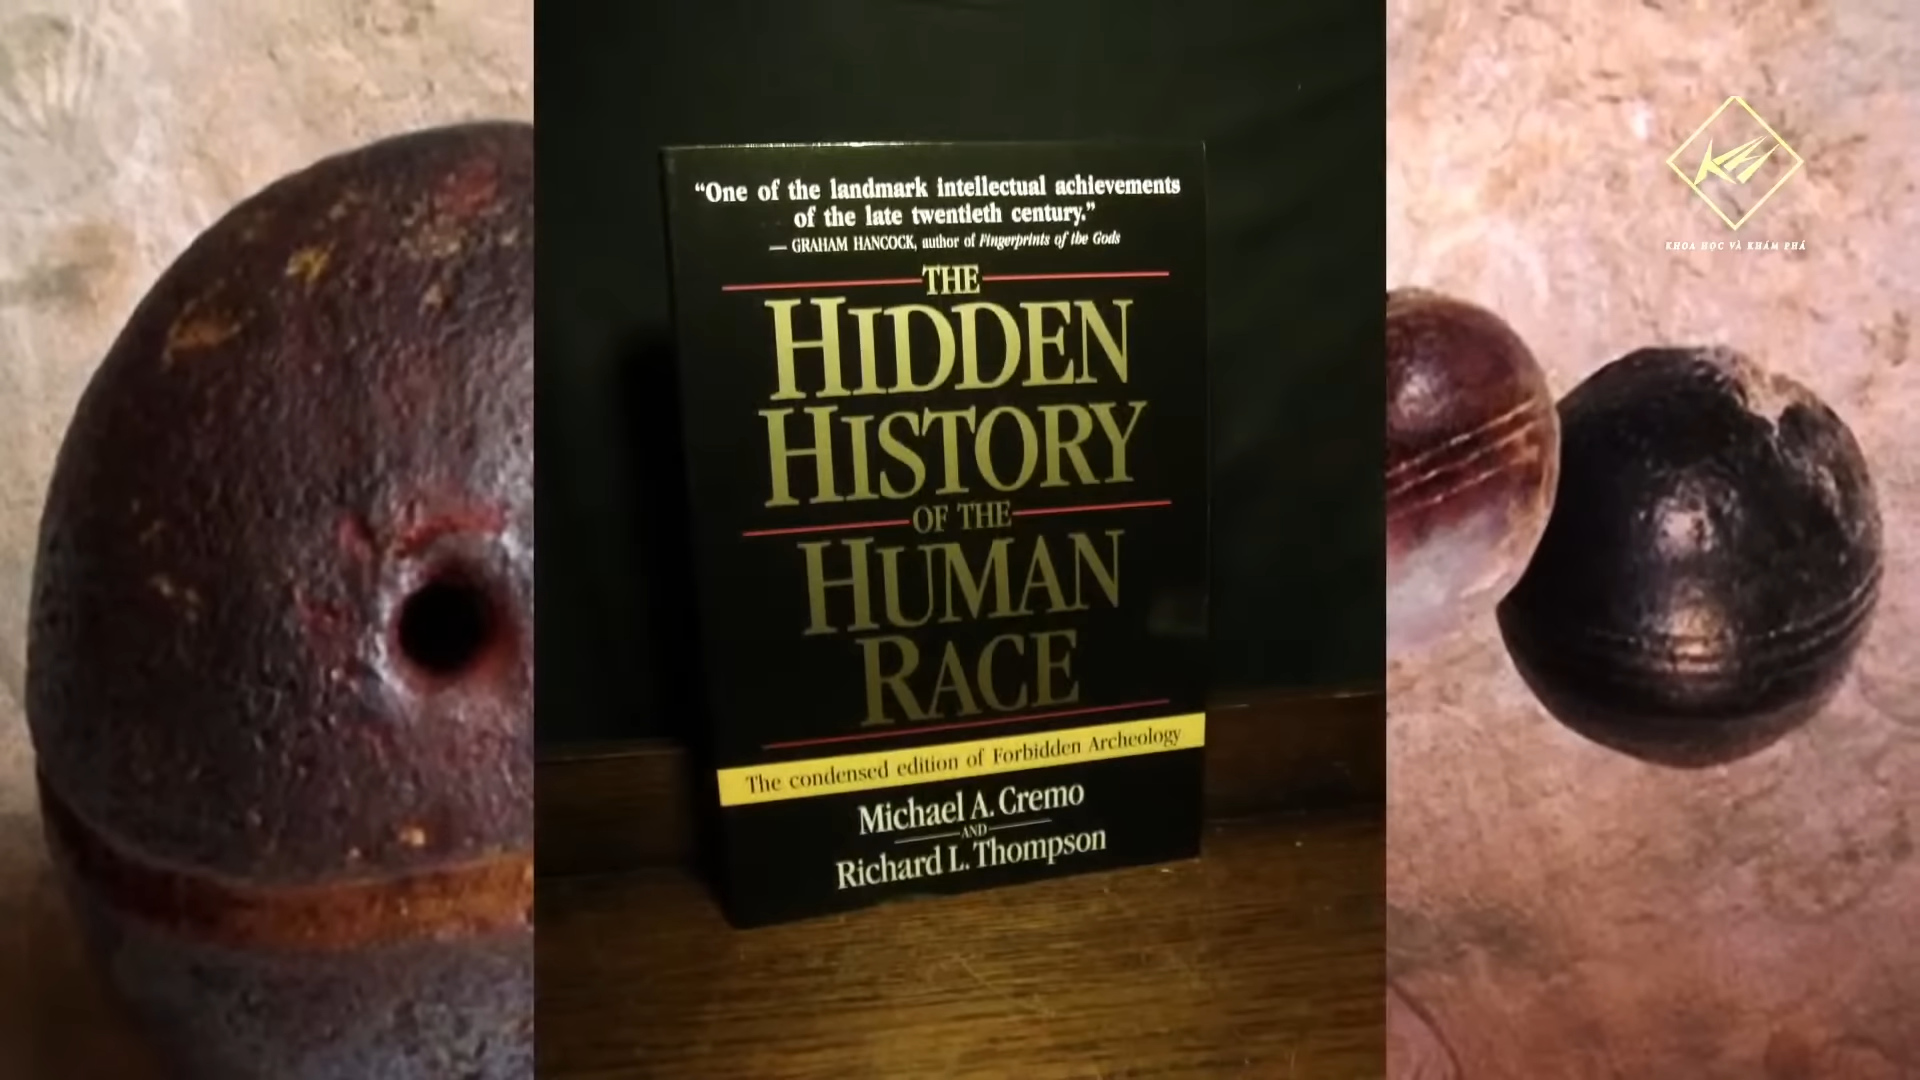 "One of the landmark intellectual achievements
of the late twentieth century."
— GRAHAM HANCOCK, author of Fingerprints of the Gods
THE
HIDDEN
HISTORY
OF THE
HUMAN
RACE
The condensed edition of Forbidden Archeology
Michael A. Cremo
AND
Richard L. Thompson
KH
KHOA HỌC VÀ KHÁM PHÁ